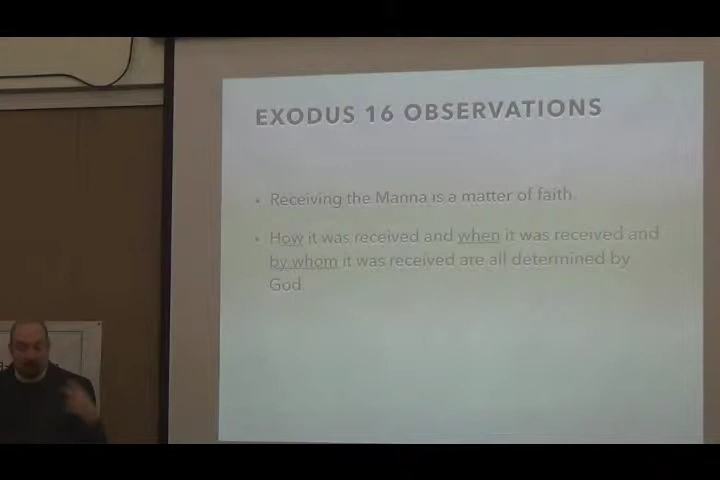 EXODUS 16 OBSERVATIONS
• Receiving the Manna is a matter of faith.
• How it was received and when it was received and
by whom it was received are all determined by
God.